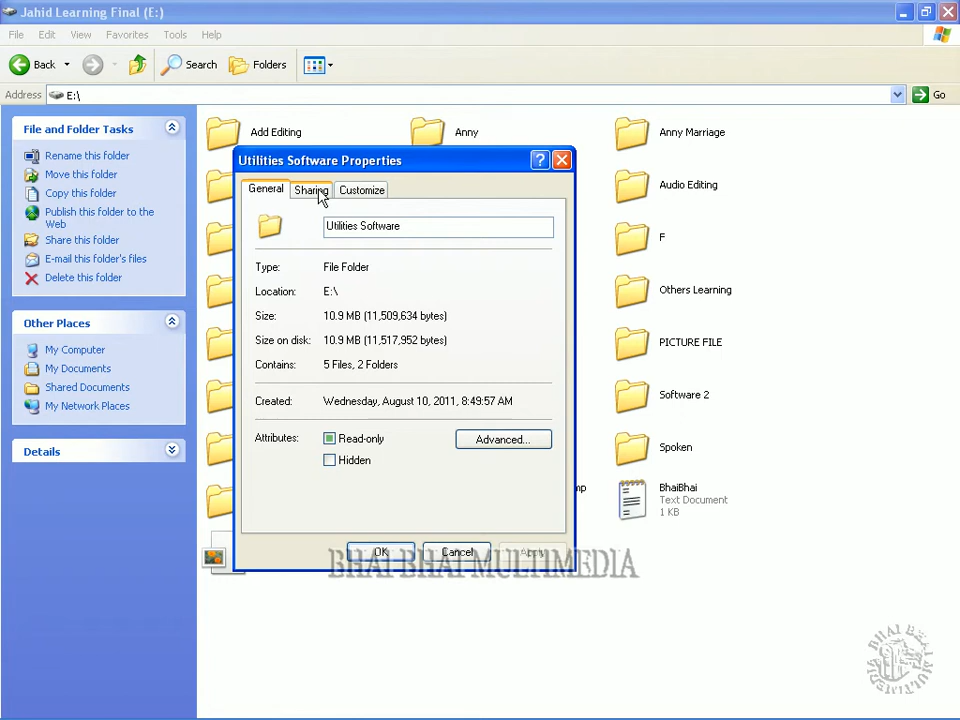 Jahid Learning Final (E:)
File Edit View Favorites Tools Help
Back Search Folders
Address E:\ Go
File and Folder Tasks
Rename this folder
Move this folder
Copy this folder
Publish this folder to the
Web
Share this folder
E-mail this folder's files
Delete this folder
Other Places
My Computer
My Documents
Shared Documents
My Network Places
Details
Add Editing Anny Anny Marriage
Audio Editing
F
Others Learning
PICTURE FILE
Software 2
Spoken
BhaiBhai
Text Document
1 KB
mp
Utilities Software Properties
General Sharing Customize
Utilities Software
Type: File Folder
Location: E:\
Size: 10.9 MB (11,509,634 bytes)
Size on disk: 10.9 MB (11,517,952 bytes)
Contains: 5 Files, 2 Folders
Created: Wednesday, August 10, 2011, 8:49:57 AM
Attributes: Read-only Advanced...
Hidden
OK Cancel Apply
BHAI BHAI MULTIMEDIA
BHAI BHAI MULTIMEDIA